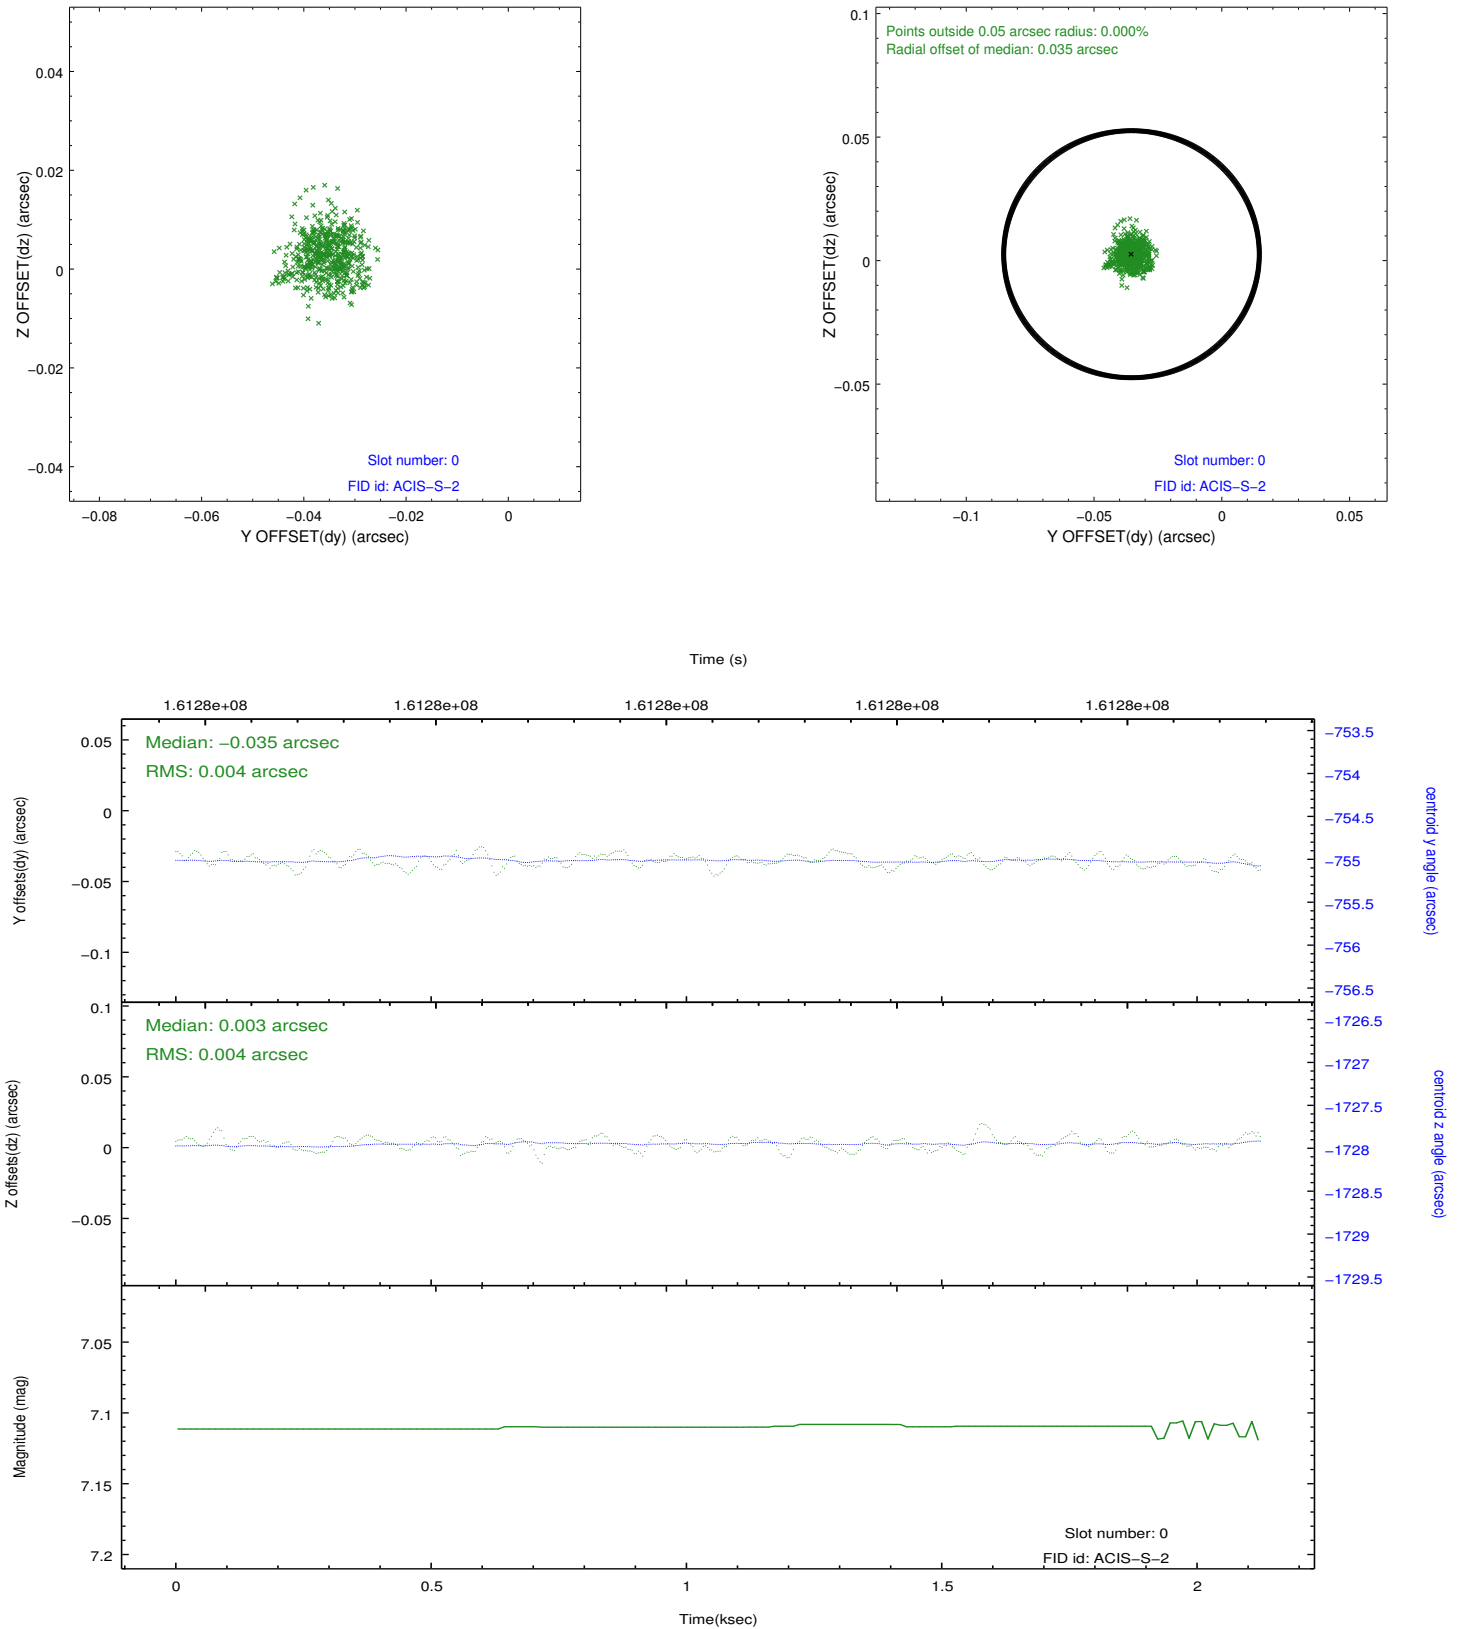 0.04
0.02
0
−0.02
−0.04
Z OFFSET(dz) (arcsec)
Slot number: 0
FID id: ACIS−S−2
−0.08 −0.06 −0.04 −0.02 0
Y OFFSET(dy) (arcsec)
Points outside 0.05 arcsec radius: 0.000%
Radial offset of median: 0.035 arcsec
0.1
0.05
0
−0.05
Z OFFSET(dz) (arcsec)
Slot number: 0
FID id: ACIS−S−2
−0.1 −0.05 0 0.05
Y OFFSET(dy) (arcsec)
Time (s)
1.6128e+08 1.6128e+08 1.6128e+08 1.6128e+08 1.6128e+08
Median: −0.035 arcsec
RMS: 0.004 arcsec
0.05
0
−0.05
−0.1
Y offsets(dy) (arcsec)
−753.5
−754
−754.5
−755
−755.5
−756
−756.5
centroid y angle (arcsec)
Median: 0.003 arcsec
RMS: 0.004 arcsec
0.1
0.05
0
−0.05
Z offsets(dz) (arcsec)
−1726.5
−1727
−1727.5
−1728
−1728.5
−1729
−1729.5
centroid z angle (arcsec)
7.05
7.1
7.15
7.2
Magnitude (mag)
Slot number: 0
FID id: ACIS−S−2
0 0.5 1 1.5 2
Time(ksec)